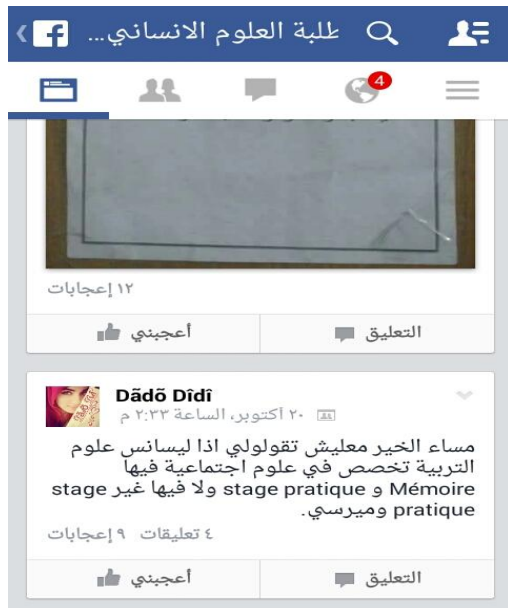 طلبة العلوم الانساني...
4
١٢ إعجابات
أعجبني التعليق
Dãdõ Dîdî
٢٠ أكتوبر، الساعة ٢:٣٣ م
مساء الخير معليش تقولولي اذا ليسانس علوم
التربية تخصص في علوم اجتماعية فيها
Mémoire و stage pratique ولا فيها غير stage
pratique وميرسي.
٤ تعليقات ٩ إعجابات
أعجبني التعليق